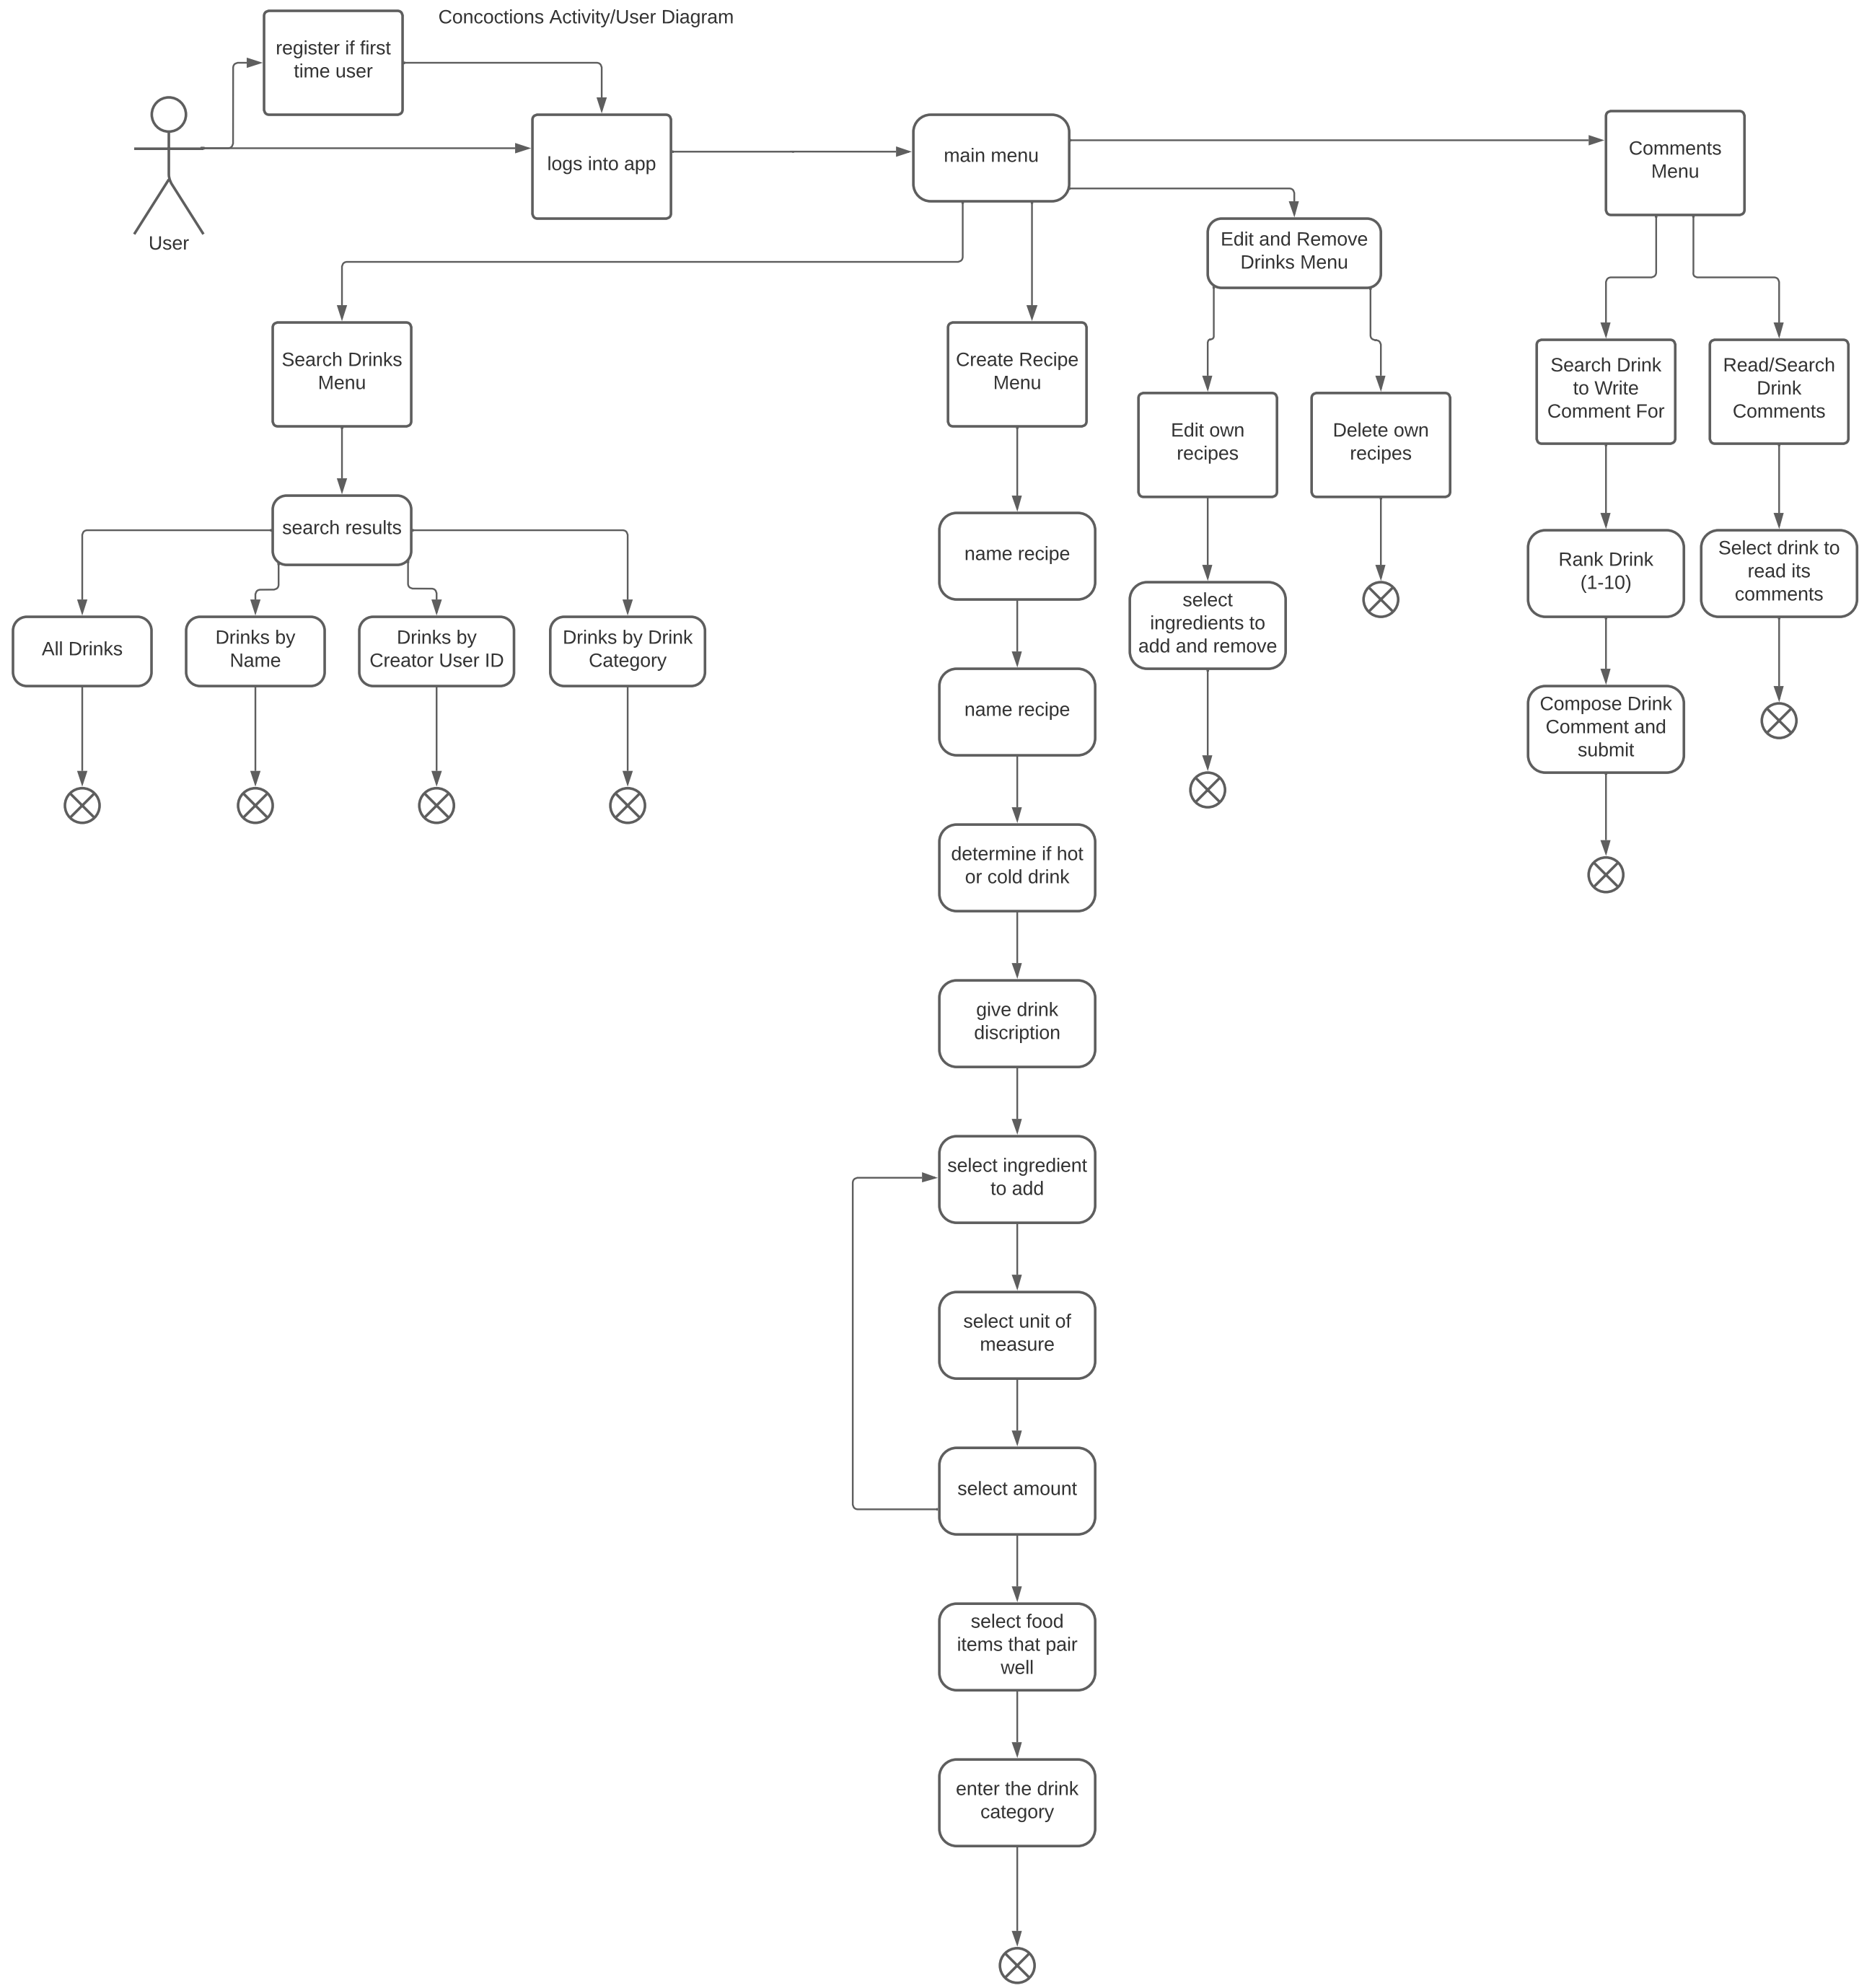 Concoctions Activity/User Diagram
register if first
time user
User
logs into app
main menu
Comments
Menu
Edit and Remove
Drinks Menu
Search Drinks
Menu
Create Recipe
Menu
Edit own
recipes
Delete own
recipes
Search Drink
to Write
Comment For
Read/Search
Drink
Comments
search results
name recipe
select
ingredients to
add and remove
Rank Drink
(1-10)
Select drink to
read its
comments
All Drinks
Drinks by
Name
Drinks by
Creator User ID
Drinks by Drink
Category
name recipe
Compose Drink
Comment and
submit
determine if hot
or cold drink
give drink
discription
select ingredient
to add
select unit of
measure
select amount
select food
items that pair
well
enter the drink
category